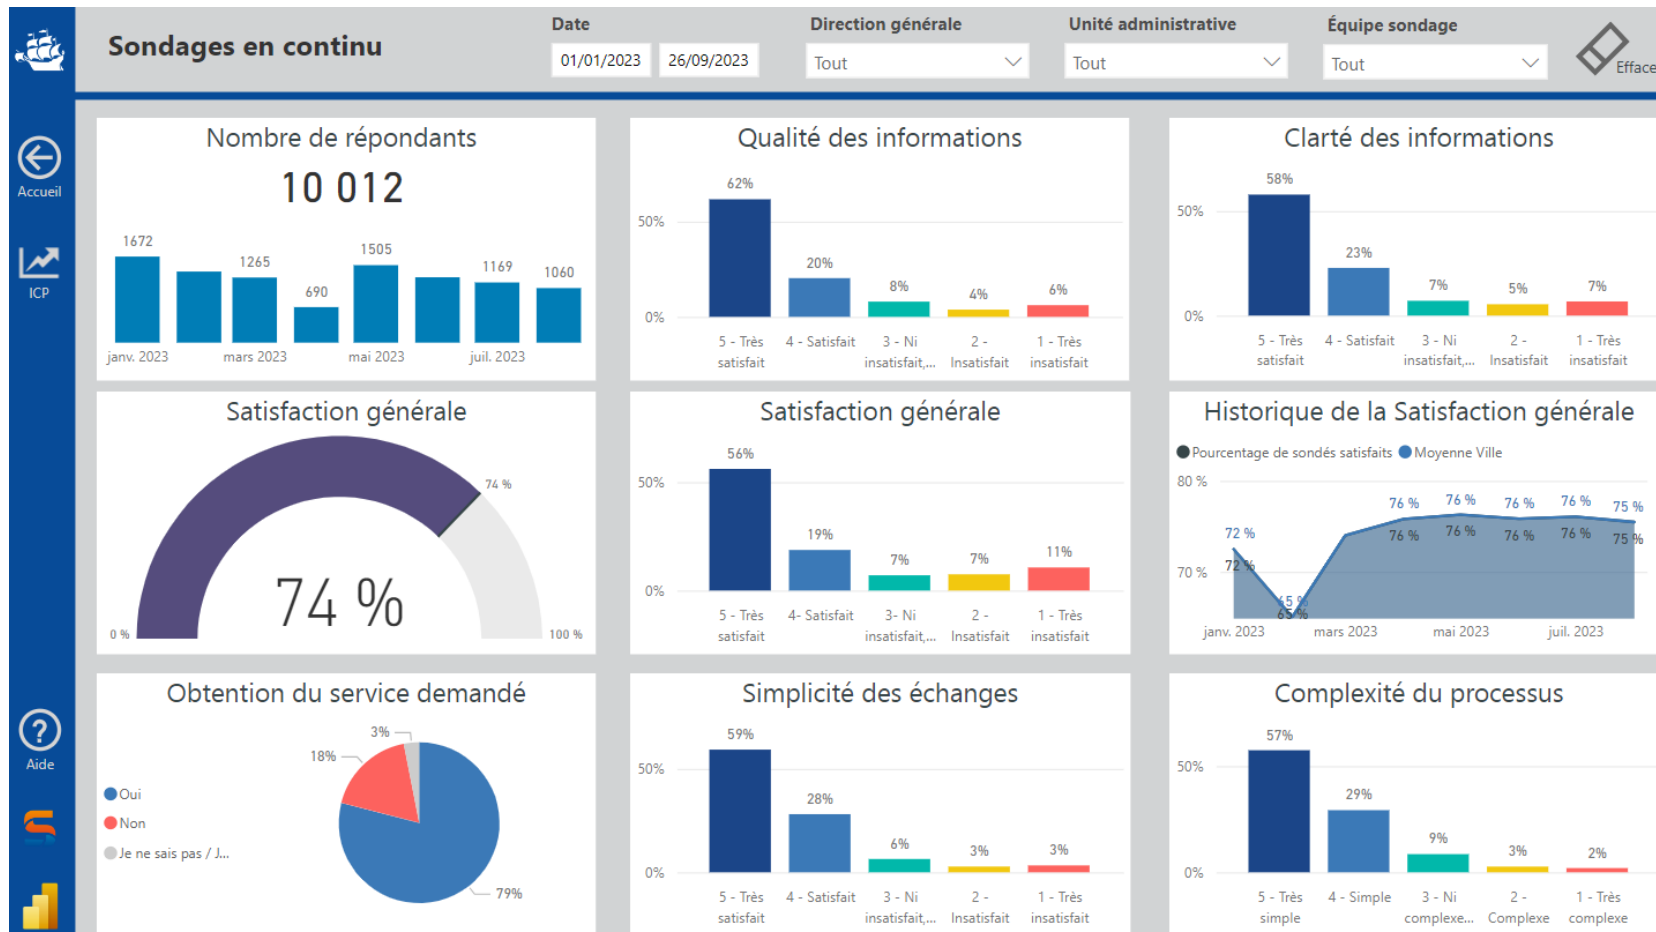 Sondages en continu
Date
01/01/2023
26/09/2023
Direction générale
Tout
Unité administrative
Tout
Équipe sondage
Tout
Efface
Accueil
ICP
Aide
Nombre de répondants
10 012
1672
1265
690
1505
1169
1060
janv. 2023
mars 2023
mai 2023
juil. 2023
Qualité des informations
62%
20%
8%
4%
6%
50%
0%
5 - Très
satisfait
4 - Satisfait
3 - Ni
insatisfait,...
2 -
Insatisfait
1 - Très
insatisfait
Clarté des informations
58%
23%
7%
5%
7%
50%
0%
5 - Très
satisfait
4 - Satisfait
3 - Ni
insatisfait,...
2 -
Insatisfait
1 - Très
insatisfait
Satisfaction générale
74 %
74 %
0 %
100 %
Satisfaction générale
56%
19%
7%
7%
11%
50%
0%
5 - Très
satisfait
4- Satisfait
3- Ni
insatisfait,...
2 -
Insatisfait
1 - Très
insatisfait
Historique de la Satisfaction générale
Pourcentage de sondés satisfaits
Moyenne Ville
80 %
70 %
72 %
65 %
76 %
76 %
76 %
76 %
75 %
72 %
65 %
76 %
76 %
76 %
76 %
75 %
janv. 2023
mars 2023
mai 2023
juil. 2023
Obtention du service demandé
3%
18%
79%
Oui
Non
Je ne sais pas / J...
Simplicité des échanges
59%
28%
6%
3%
3%
50%
0%
5 - Très
satisfait
4 - Satisfait
3 - Ni
insatisfait,...
2 -
Insatisfait
1 - Très
insatisfait
Complexité du processus
57%
29%
9%
3%
2%
50%
0%
5 - Très
simple
4 - Simple
3 - Ni
complexe...
2 -
Complexe
1 - Très
complexe